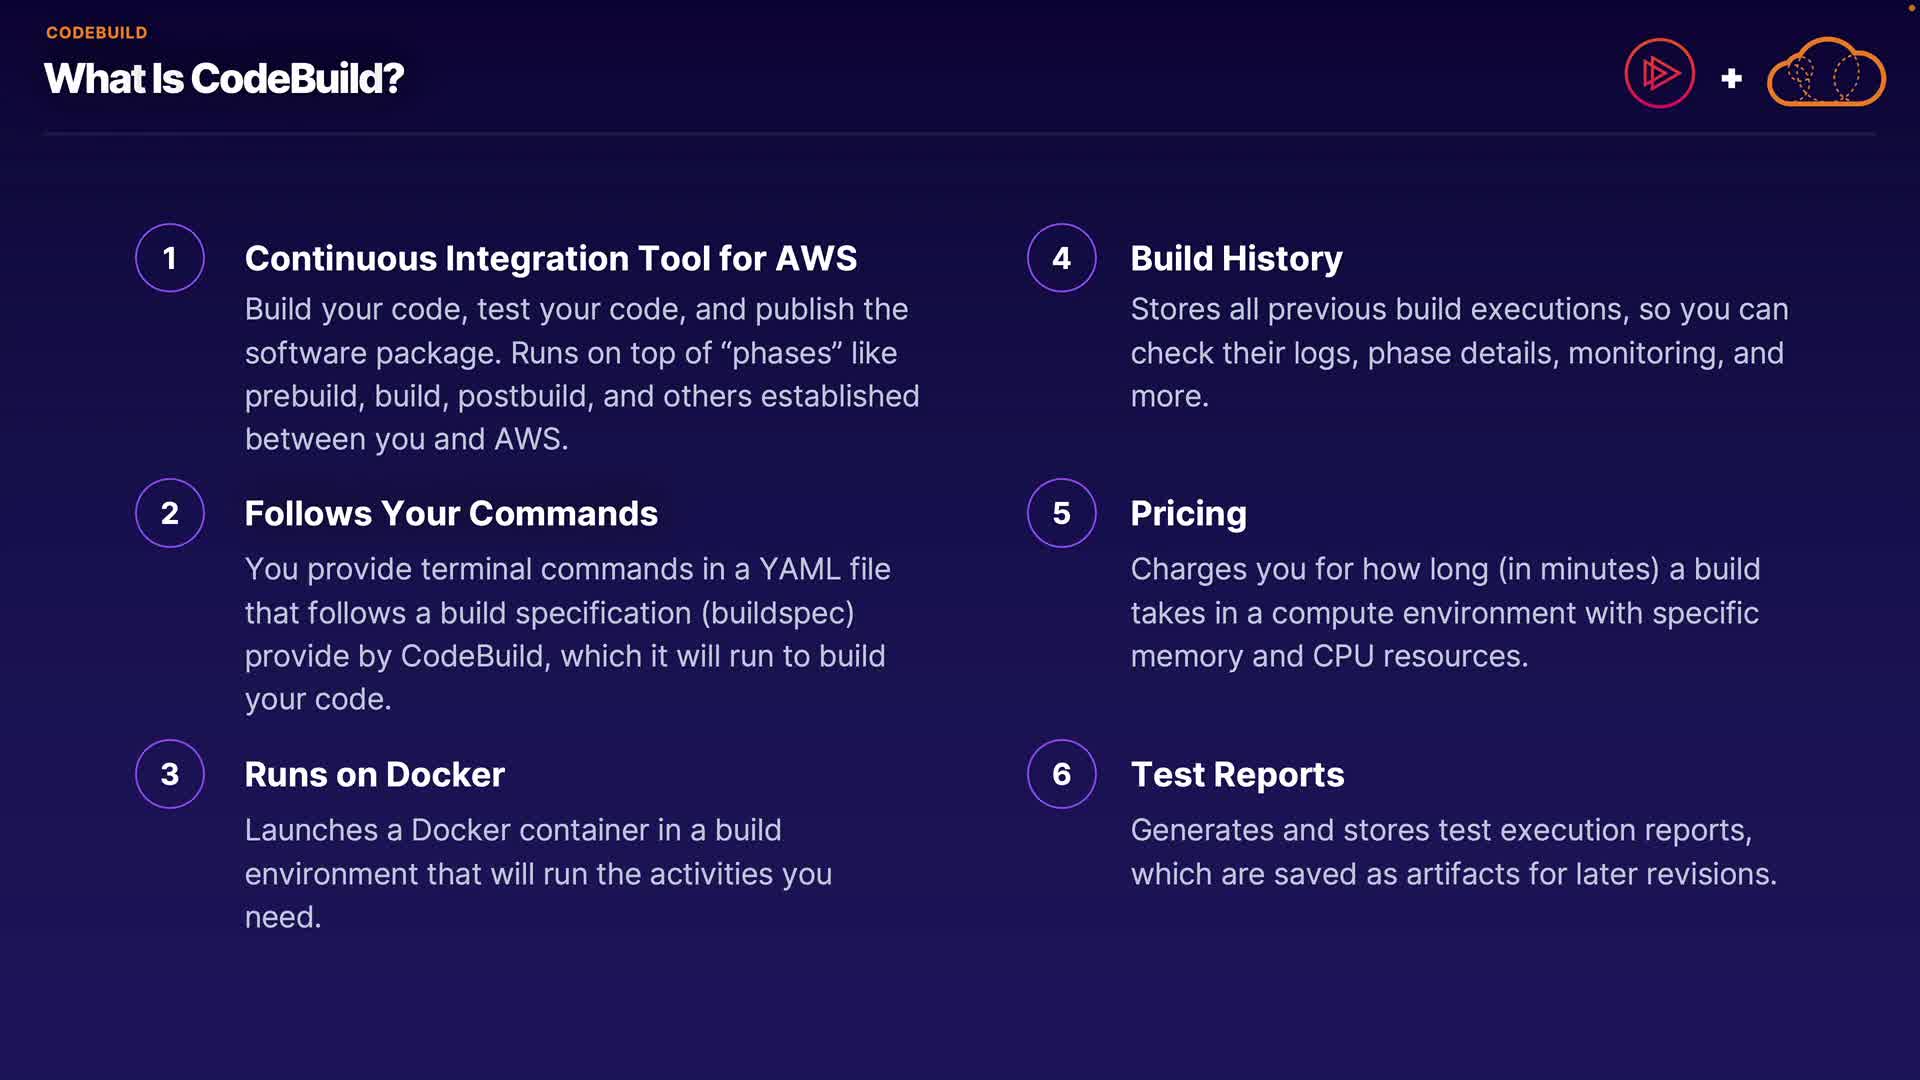 CODEBUILD
What Is CodeBuild?
+
1
Continuous Integration Tool for AWS
Build your code, test your code, and publish the
software package. Runs on top of “phases” like
prebuild, build, postbuild, and others established
between you and AWS.
2
Follows Your Commands
You provide terminal commands in a YAML file
that follows a build specification (buildspec)
provide by CodeBuild, which it will run to build
your code.
3
Runs on Docker
Launches a Docker container in a build
environment that will run the activities you
need.
4
Build History
Stores all previous build executions, so you can
check their logs, phase details, monitoring, and
more.
5
Pricing
Charges you for how long (in minutes) a build
takes in a compute environment with specific
memory and CPU resources.
6
Test Reports
Generates and stores test execution reports,
which are saved as artifacts for later revisions.